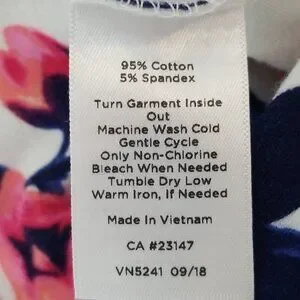 95% Cotton
5% Spandex
Turn Garment Inside
Out
Machine Wash Cold
Gentle Cycle
Only Non-Chlorine
Bleach When Needed
Tumble Dry Low
Warm Iron, If Needed
Made In Vietnam
CA #23147
VN5241 09/18